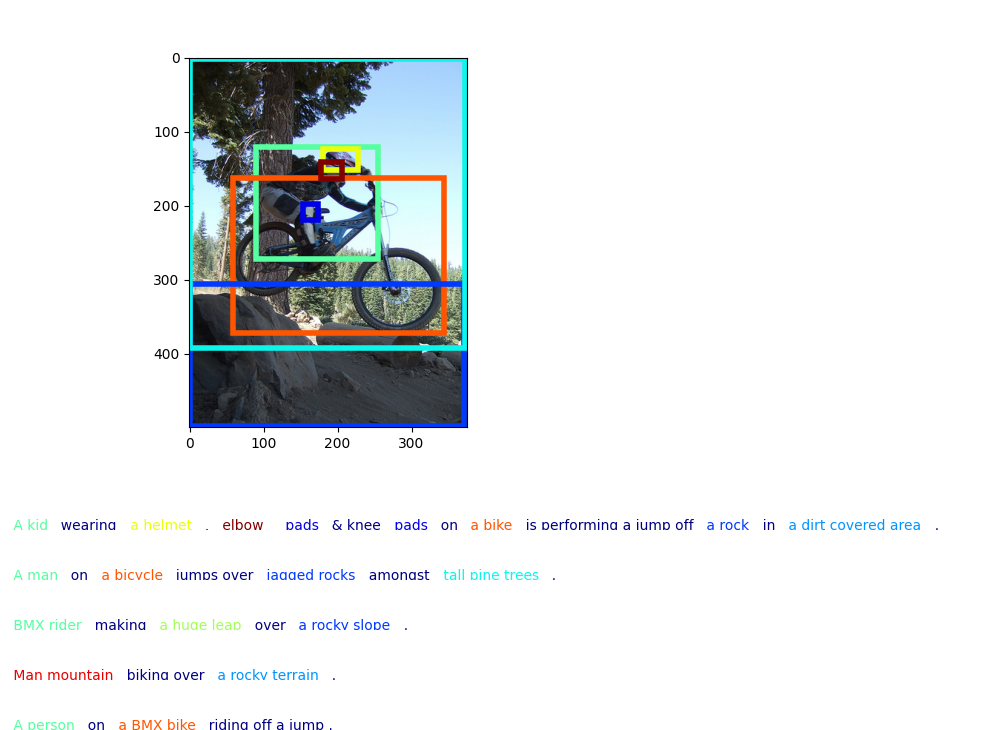 0
100
200
300
400
0 100 200 300
A kid wearing a helmet , elbow pads & knee pads on a bike is performing a jump off a rock in a dirt covered area .
A man on a bicycle jumps over jagged rocks amongst tall pine trees .
BMX rider making a huge leap over a rocky slope .
Man mountain biking over a rocky terrain .
A person on a BMX bike riding off a jump .